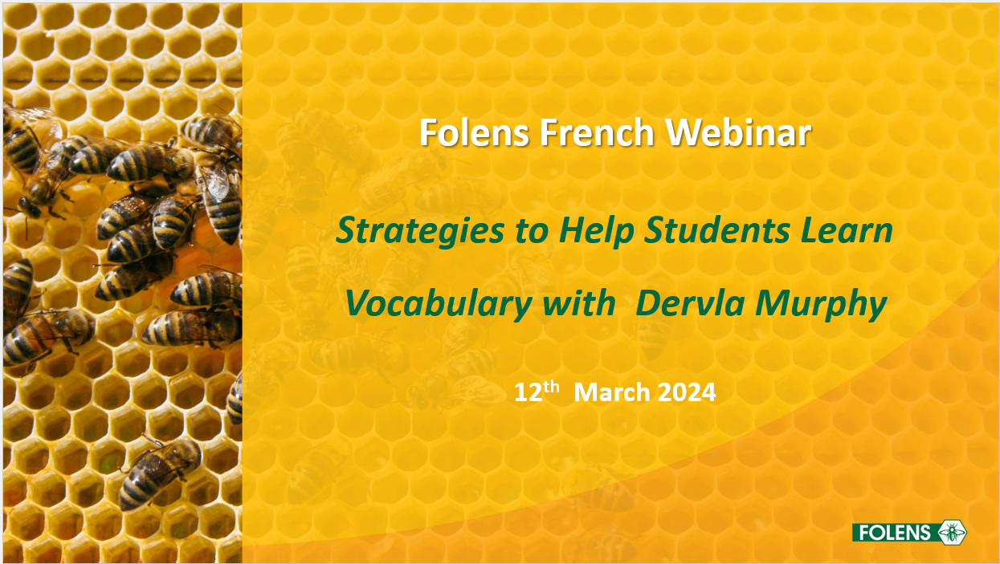 Folens French Webinar
Strategies to Help Students Learn
Vocabulary with  Dervla Murphy
12th  March 2024
FOLENS